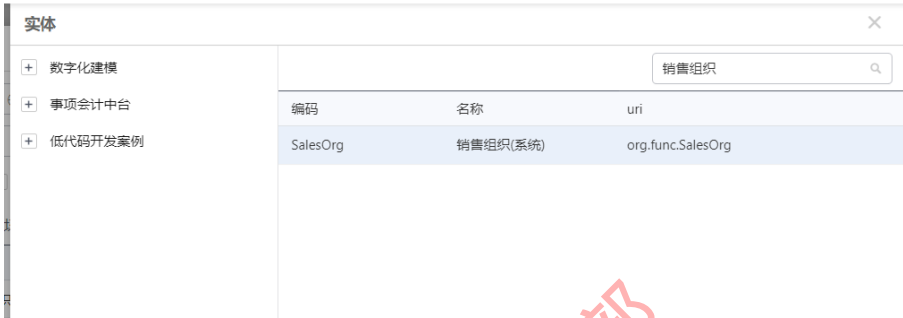 实体
数字化建模
事项会计中台
低代码开发案例
销售组织
编码 名称 uri
SalesOrg 销售组织(系统) org.func.SalesOrg